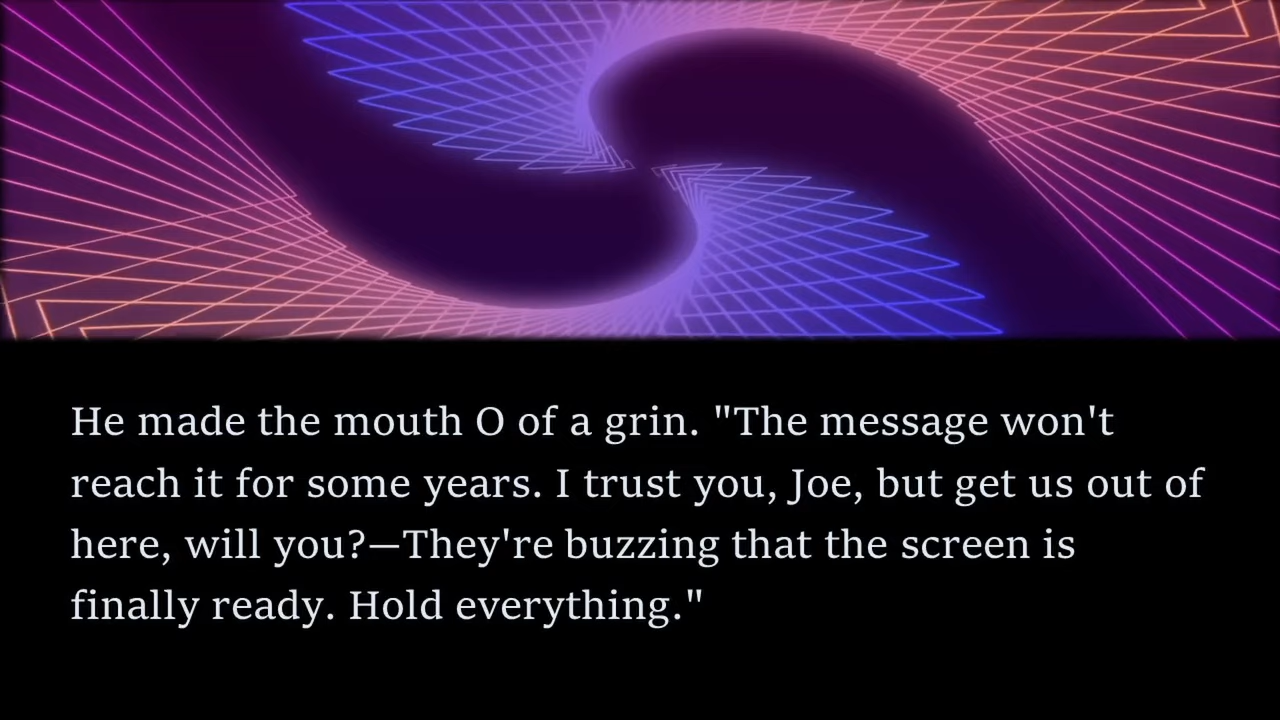 He made the mouth O of a grin. "The message won't
reach it for some years. I trust you, Joe, but get us out of
here, will you?—They're buzzing that the screen is
finally ready. Hold everything."